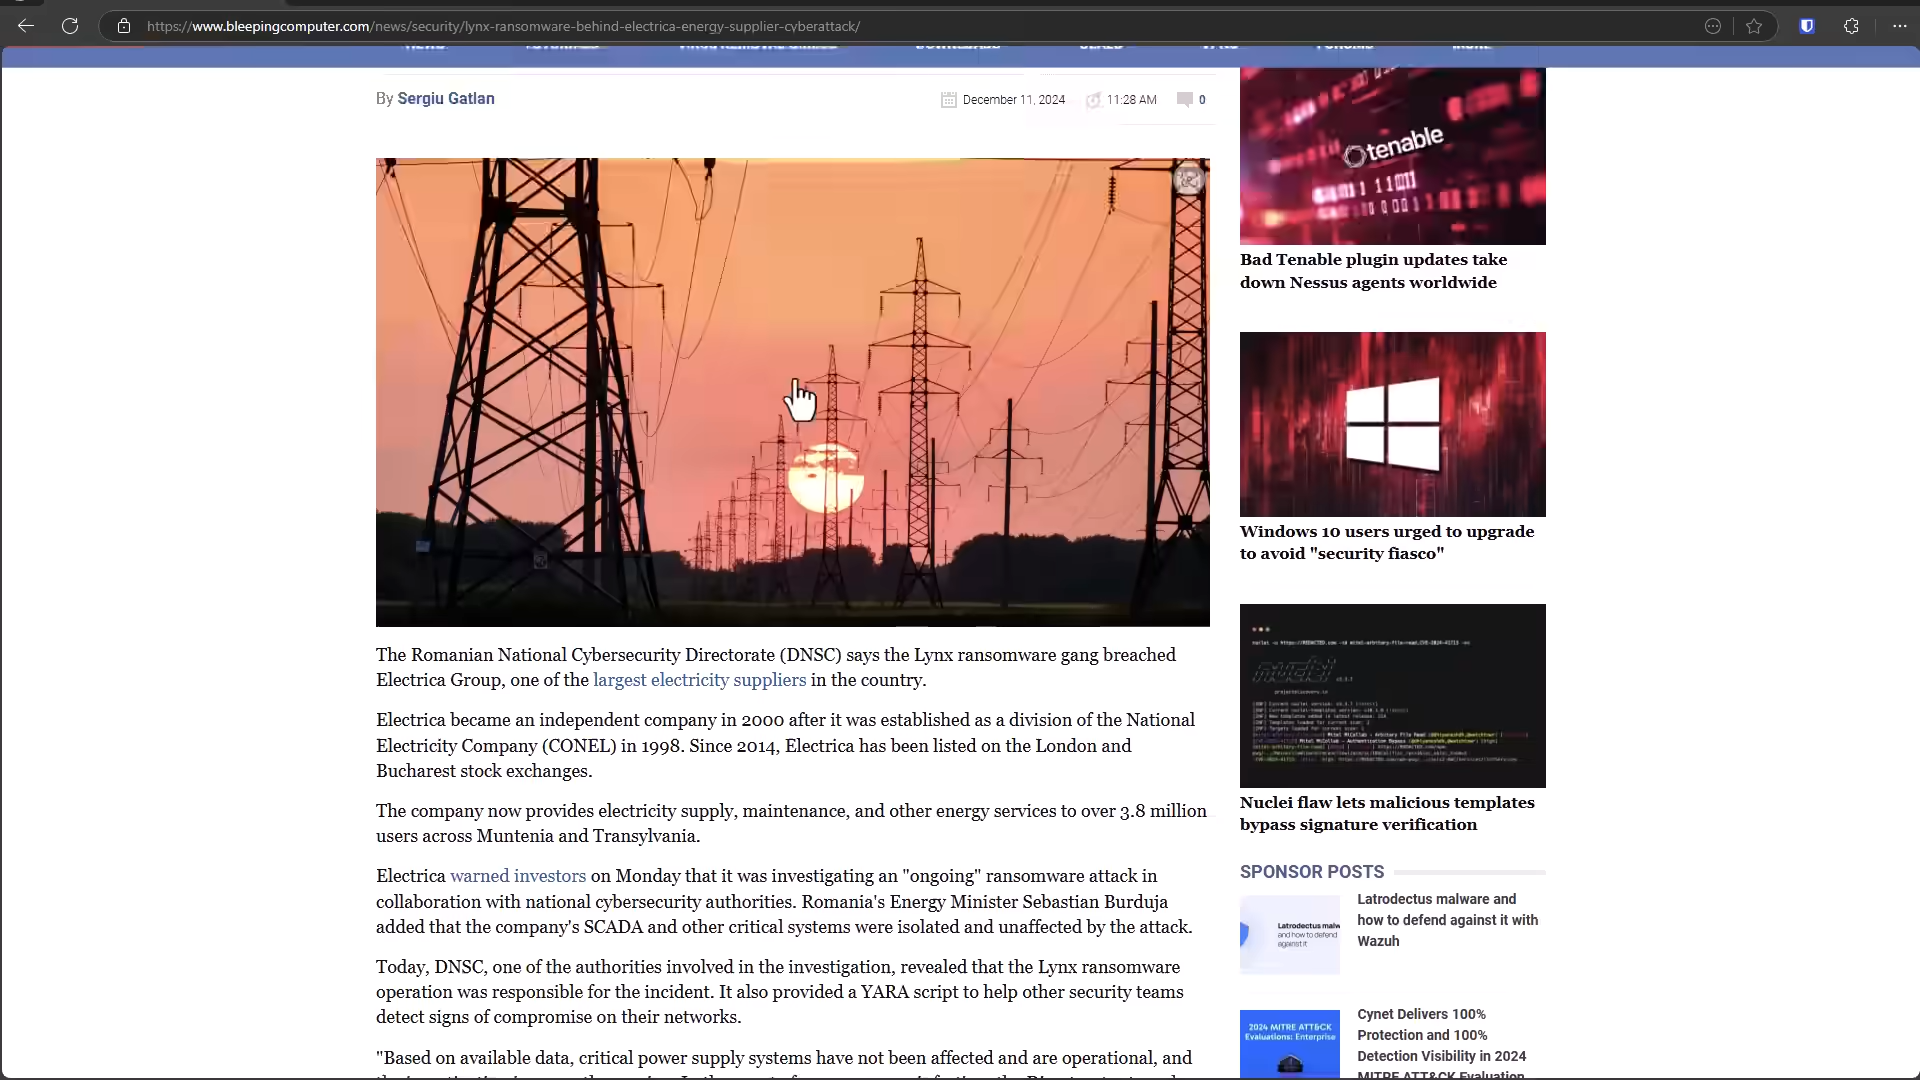 https://www.bleepingcomputer.com/news/security/lynx-ransomware-behind-electrica-energy-supplier-cyberattack/
By Sergiu Gatlan
December 11, 2024
11:28 AM
0
The Romanian National Cybersecurity Directorate (DNSC) says the Lynx ransomware gang breached
Electrica Group, one of the largest electricity suppliers in the country.
Electrica became an independent company in 2000 after it was established as a division of the National
Electricity Company (CONEL) in 1998. Since 2014, Electrica has been listed on the London and
Bucharest stock exchanges.
The company now provides electricity supply, maintenance, and other energy services to over 3.8 million
users across Muntenia and Transylvania.
Electrica warned investors on Monday that it was investigating an "ongoing" ransomware attack in
collaboration with national cybersecurity authorities. Romania's Energy Minister Sebastian Burduja
added that the company's SCADA and other critical systems were isolated and unaffected by the attack.
Today, DNSC, one of the authorities involved in the investigation, revealed that the Lynx ransomware
operation was responsible for the incident. It also provided a YARA script to help other security teams
detect signs of compromise on their networks.
"Based on available data, critical power supply systems have not been affected and are operational, and
tenable
Bad Tenable plugin updates take
down Nessus agents worldwide
Windows 10 users urged to upgrade
to avoid "security fiasco"
nuclei
Nuclei flaw lets malicious templates
bypass signature verification
SPONSOR POSTS
Latrodectus malw
and how to defend
against it
Latrodectus malware and
how to defend against it with
Wazuh
2024 MITRE ATT&CK
Evaluations: Enterprise
Cynet Delivers 100%
Protection and 100%
Detection Visibility in 2024
MITRE ATT&CK Evaluation